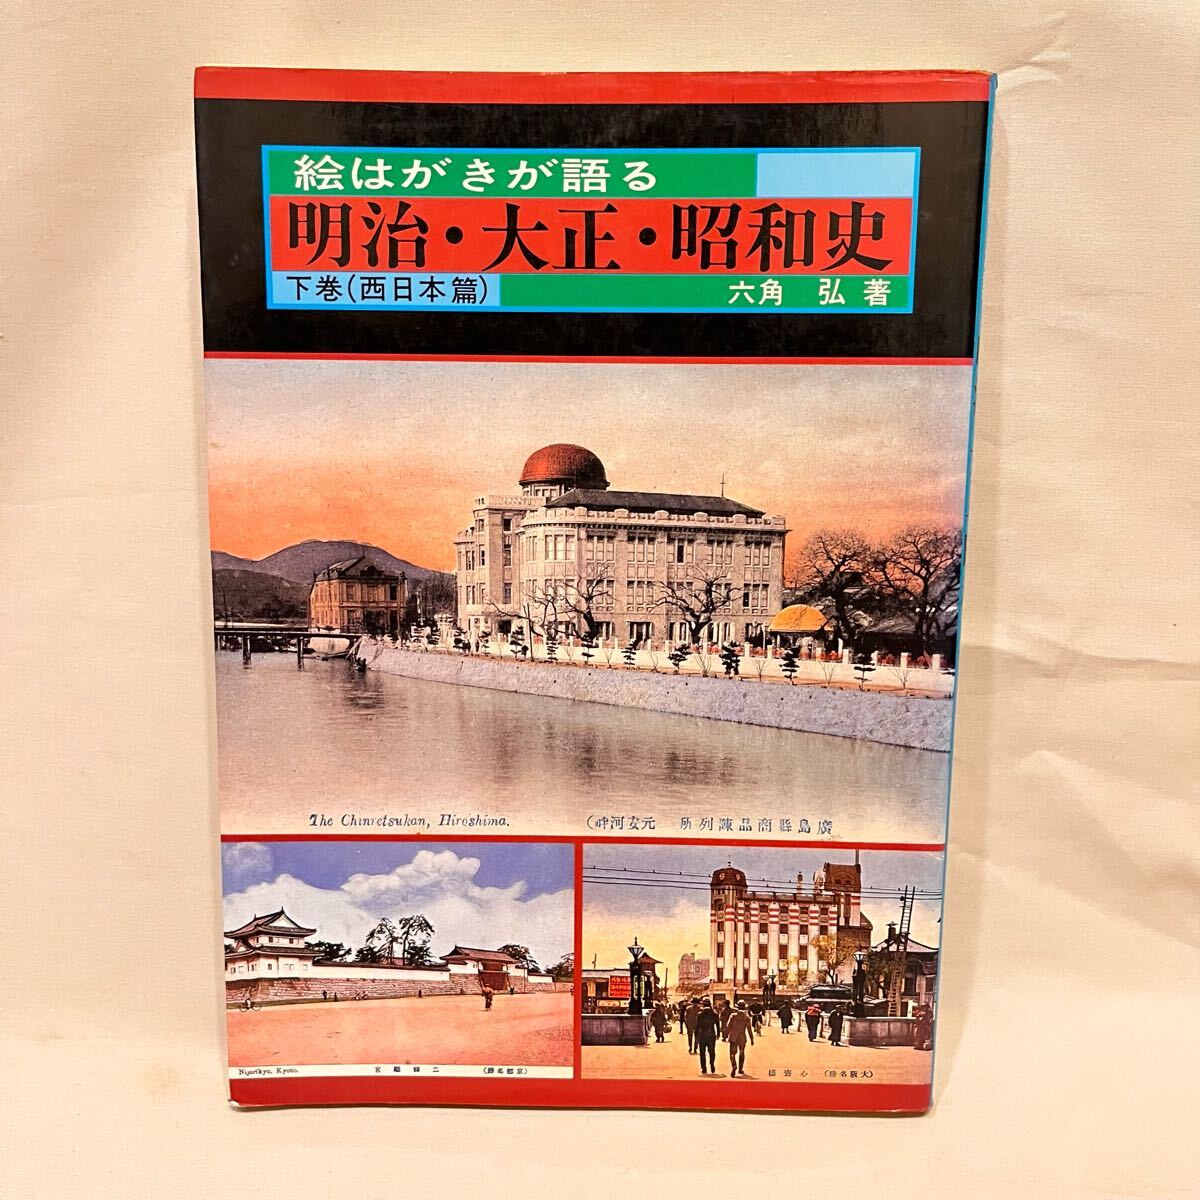 絵はがきが語る
明治・大正・昭和史
下巻(西日本篇)
六角 弘 著
The Chinretsukan, Hiroshima.
(畔河安元 所列陳品商縣島廣
Nijorikyu, Kyoto.
宮離條二
(勝名都京)
橋斎心
(勝名阪大)